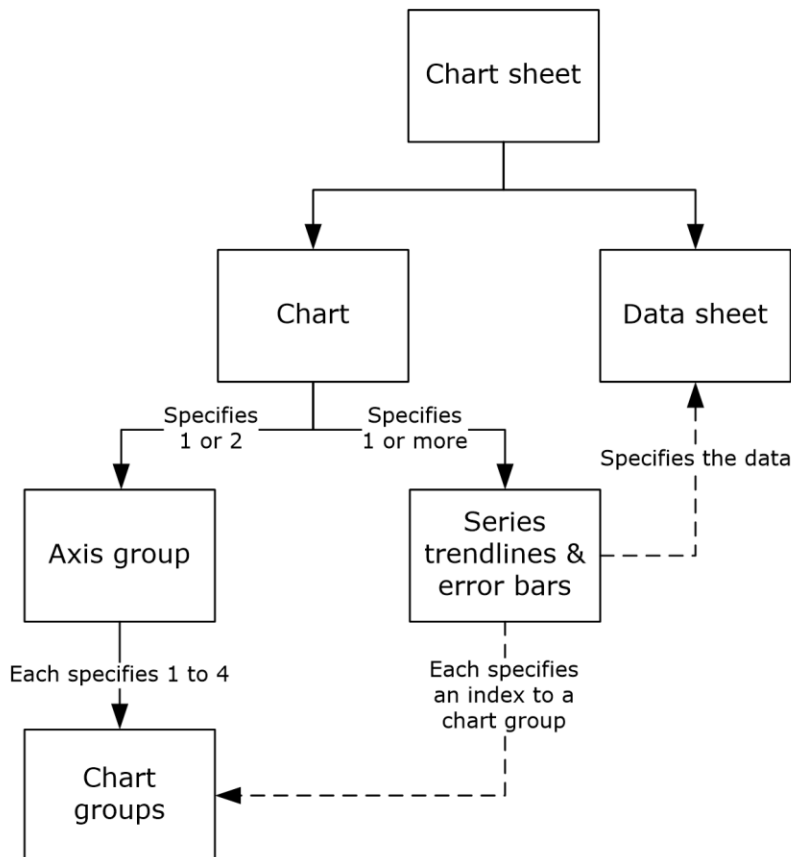 Chart sheet
Chart
Data sheet
Specifies
1 or 2
Specifies
1 or more
Specifies the data
Axis group
Series
trendlines &
error bars
Each specifies 1 to 4
Each specifies
an index to a
chart group
Chart
groups